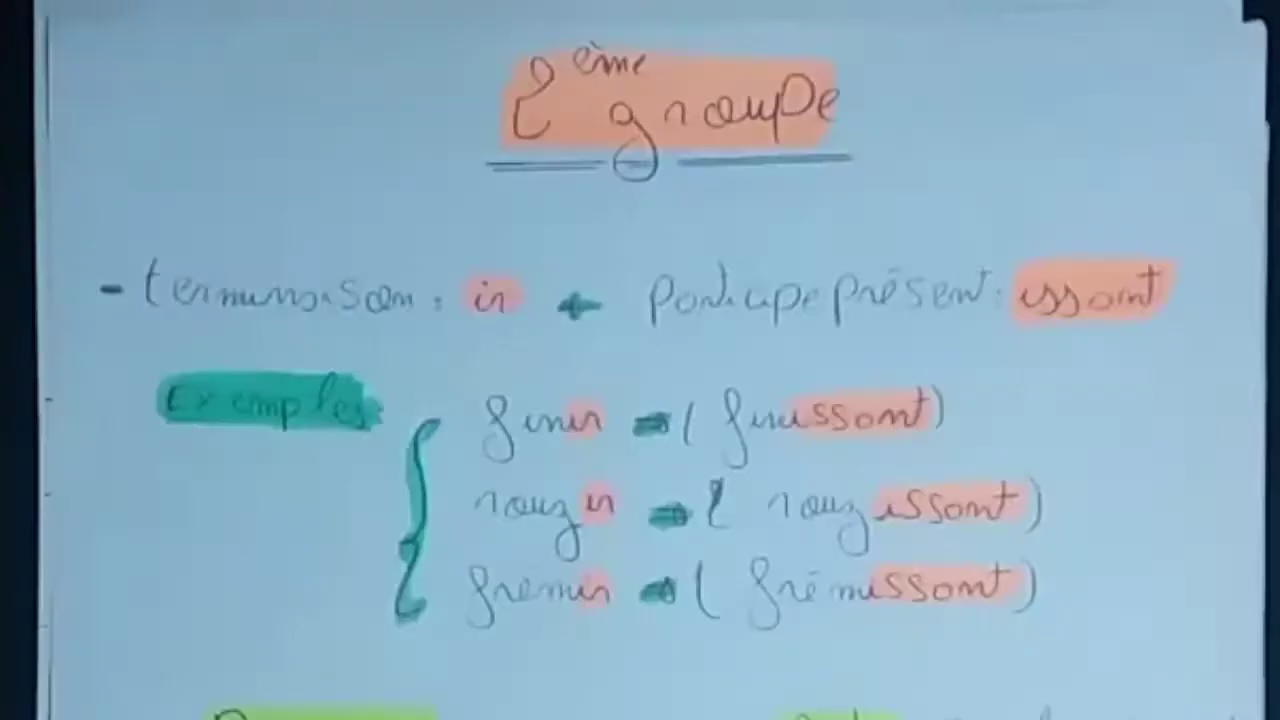 2ème groupe
- terminaison : ir + participe présent : issant
Exemples
finir ⇒ ( finissant)
rougir ⇒ ( rougissant)
frémir ⇒ ( frémissant)